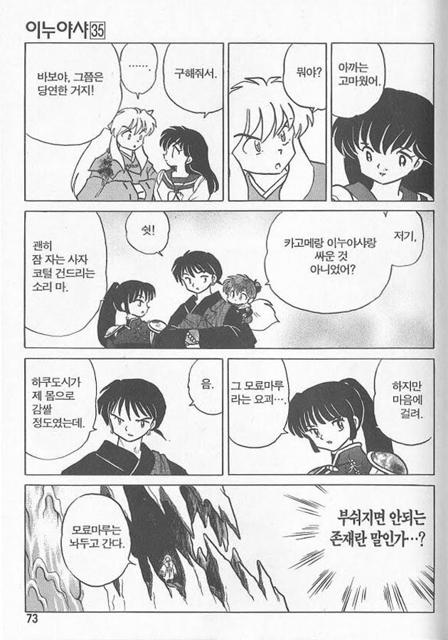 이누야샤 35
아까는
고마웠어.
뭐야?
구해줘서.
……
바보야, 그쯤은
당연한 거지!
저기,
카고메랑 이누야샤랑
싸운 것
아니었어?
쉿!
괜히
잠 자는 사자
코털 건드리는
소리 마.
하지만
마음에
걸려.
그 모료마루
라는 요괴….
음.
하쿠도시가
제 몸으로
감쌀
정도였는데.
부숴지면 안되는
존재란 말인가…?
모료마루는
놔두고 간다.
73